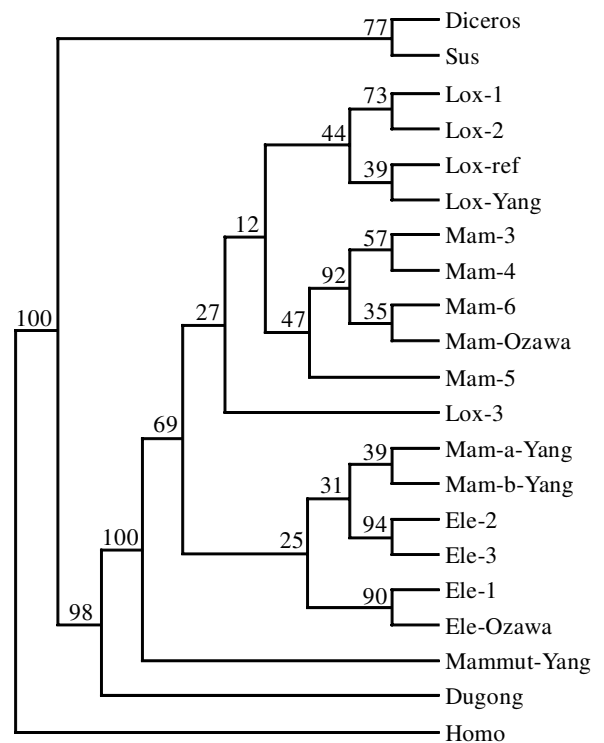 77 Diceros
Sus
73 Lox-1
44 Lox-2
39 Lox-ref
Lox-Yang
12 57 Mam-3
92 Mam-4
27 47 35 Mam-6
100 Mam-Ozawa
Mam-5
Lox-3
69 39 Mam-a-Yang
31 Mam-b-Yang
94 Ele-2
100 25 Ele-3
90 Ele-1
98 Ele-Ozawa
Mammut-Yang
Dugong
Homo